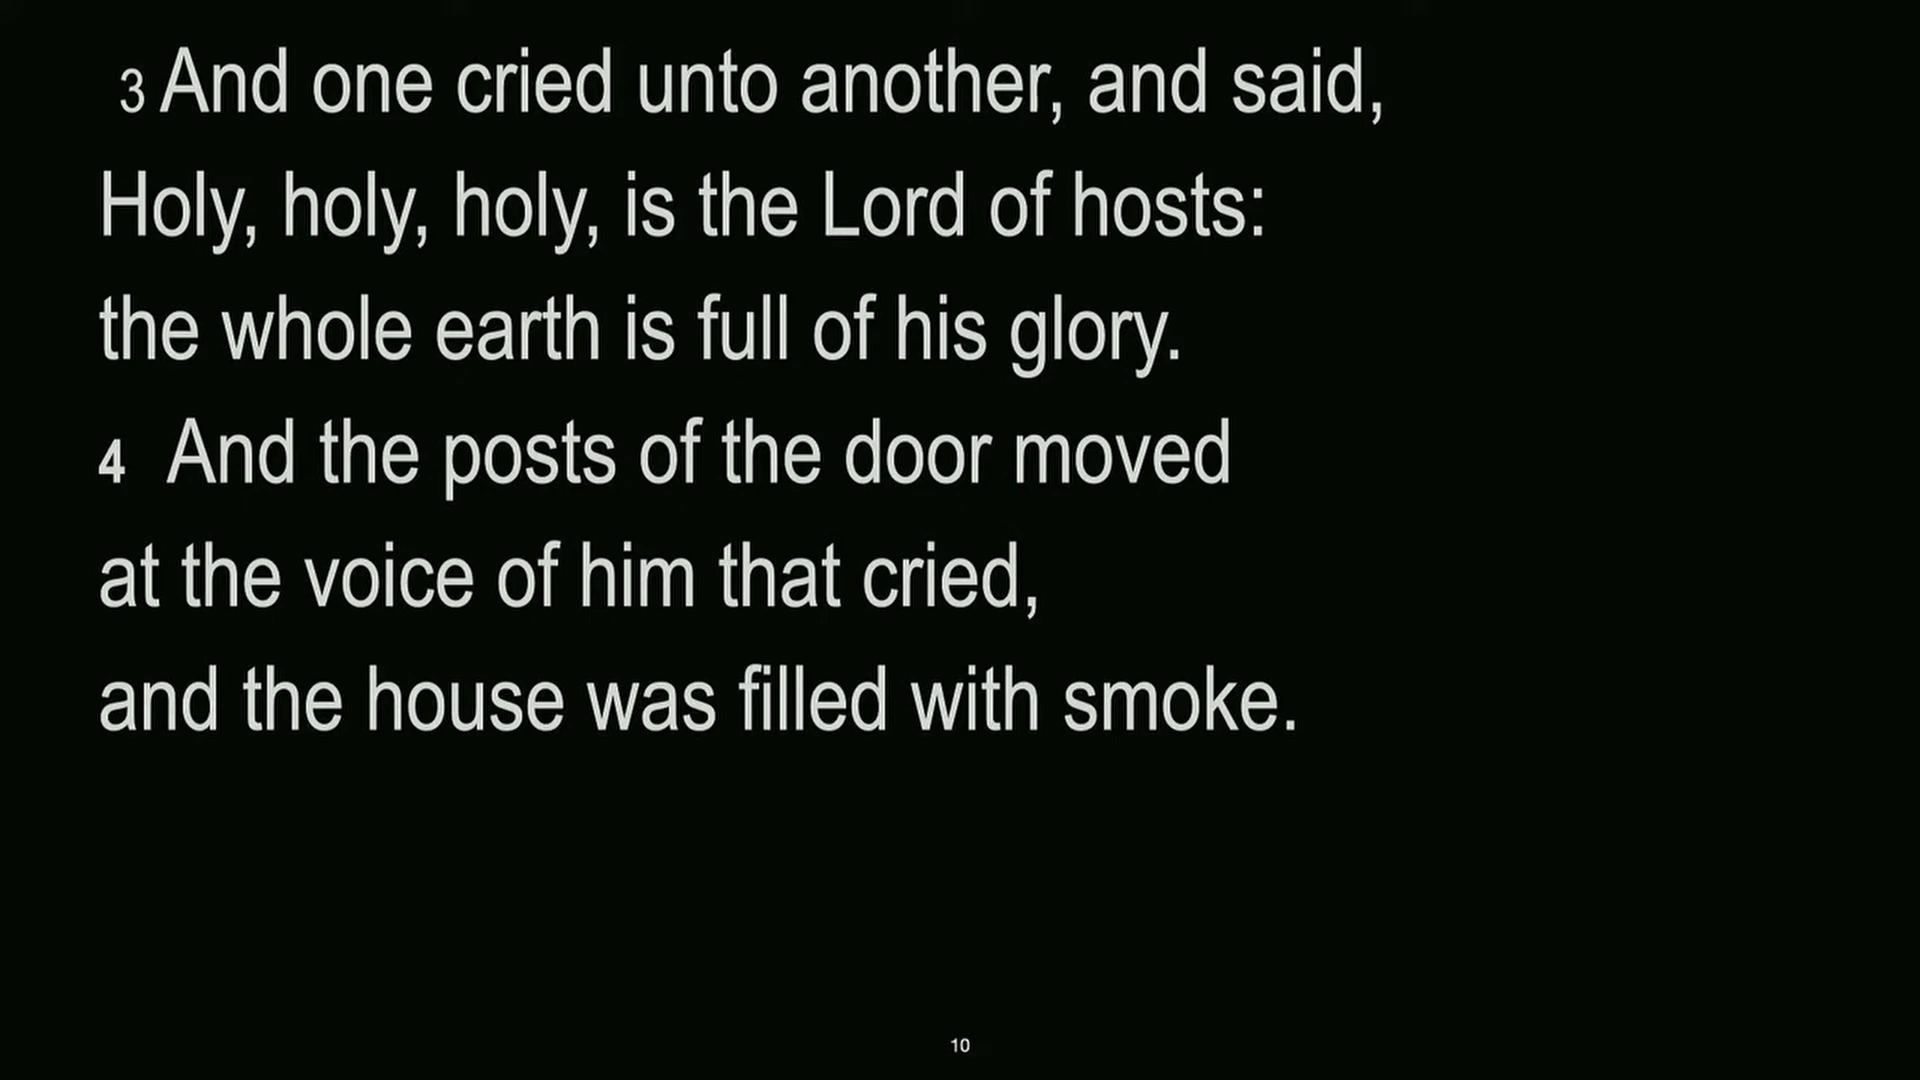 3 And one cried unto another, and said,
Holy, holy, holy, is the Lord of hosts:
the whole earth is full of his glory.
4 And the posts of the door moved
at the voice of him that cried,
and the house was filled with smoke.
10